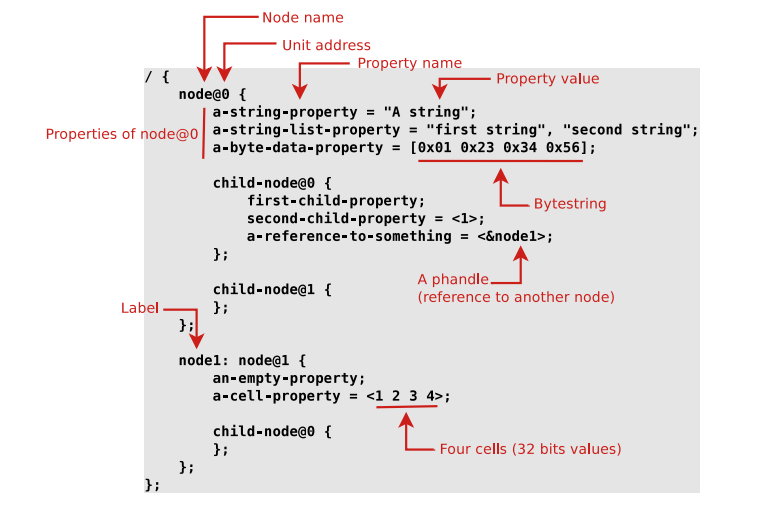 Node name
Unit address
Property name
Property value
/ {
node@0 {
a-string-property = "A string";
Properties of node@0
a-string-list-property = "first string", "second string";
a-byte-data-property = [0x01 0x23 0x34 0x56];
child-node@0 {
first-child-property;
Bytestring
second-child-property = <1>;
a-reference-to-something = <&node1>;
};
A phandle
(reference to another node)
child-node@1 {
};
Label
};
node1: node@1 {
an-empty-property;
a-cell-property = <1 2 3 4>;
child-node@0 {
};
Four cells (32 bits values)
};
};